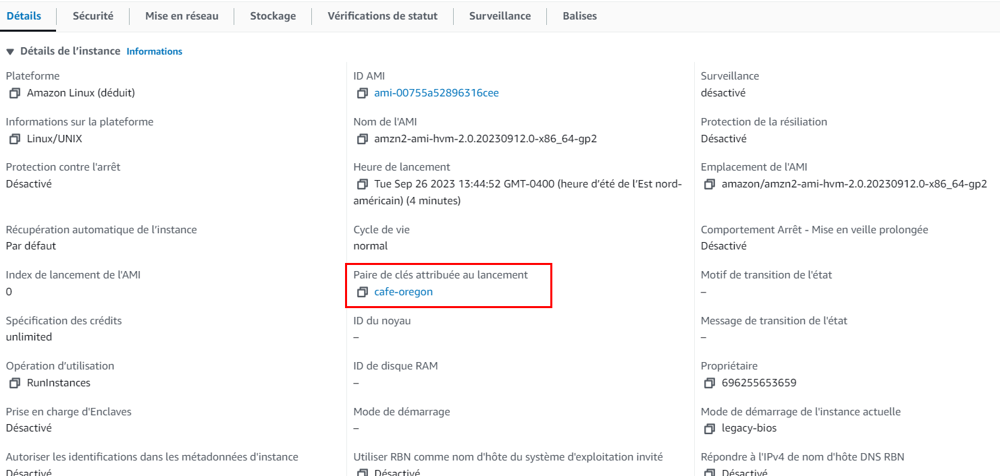 Détails Sécurité Mise en réseau Stockage Vérifications de statut Surveillance Balises
Détails de l’instance Informations
Plateforme
Amazon Linux (déduit)
ID AMI
ami-00755a52896316cee
Surveillance
désactivé
Informations sur la plateforme
Linux/UNIX
Nom de l'AMI
amzn2-ami-hvm-2.0.20230912.0-x86_64-gp2
Protection de la résiliation
Désactivé
Protection contre l'arrêt
Désactivé
Heure de lancement
Tue Sep 26 2023 13:44:52 GMT-0400 (heure d’été de l’Est nord-
américain) (4 minutes)
Emplacement de l'AMI
amazon/amzn2-ami-hvm-2.0.20230912.0-x86_64-gp2
Récupération automatique de l’instance
Par défaut
Cycle de vie
normal
Comportement Arrêt - Mise en veille prolongée
Désactivé
Index de lancement de l'AMI
0
Paire de clés attribuée au lancement
cafe-oregon
Motif de transition de l'état
–
Spécification des crédits
unlimited
ID du noyau
–
Message de transition de l'état
–
Opération d’utilisation
RunInstances
ID de disque RAM
–
Propriétaire
696255653659
Prise en charge d'Enclaves
Désactivé
Mode de démarrage
–
Mode de démarrage de l'instance actuelle
legacy-bios
Autoriser les identifications dans les métadonnées d'instance
Désactivé
Utiliser RBN comme nom d'hôte du système d'exploitation invité
Désactivé
Répondre à l'IPv4 de nom d'hôte DNS RBN
Désactivé